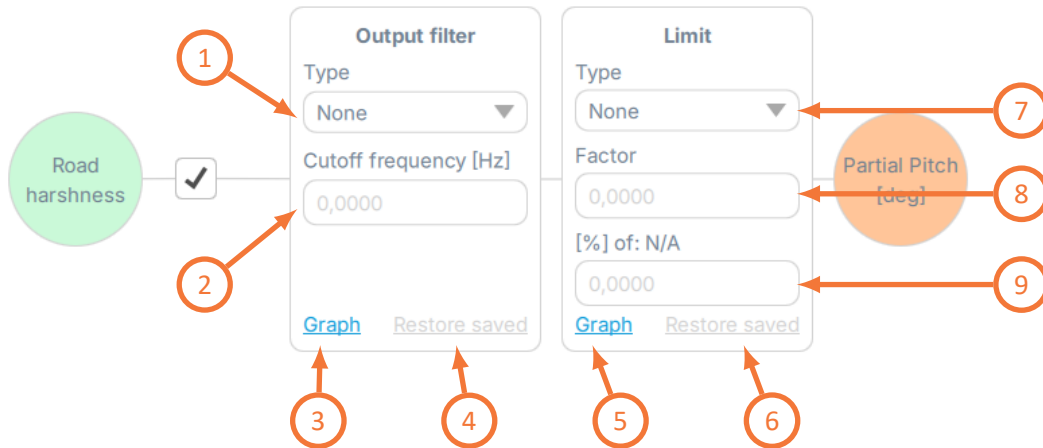 Output filter
Limit
1
Type
Type
None
None
7
Road
harshness
Cutoff frequency [Hz]
Factor
Partial Pitch
[deg]
0,0000
0,0000
8
2
[%] of: N/A
0,0000
9
Graph
Restore saved
Graph
Restore saved
3
4
5
6